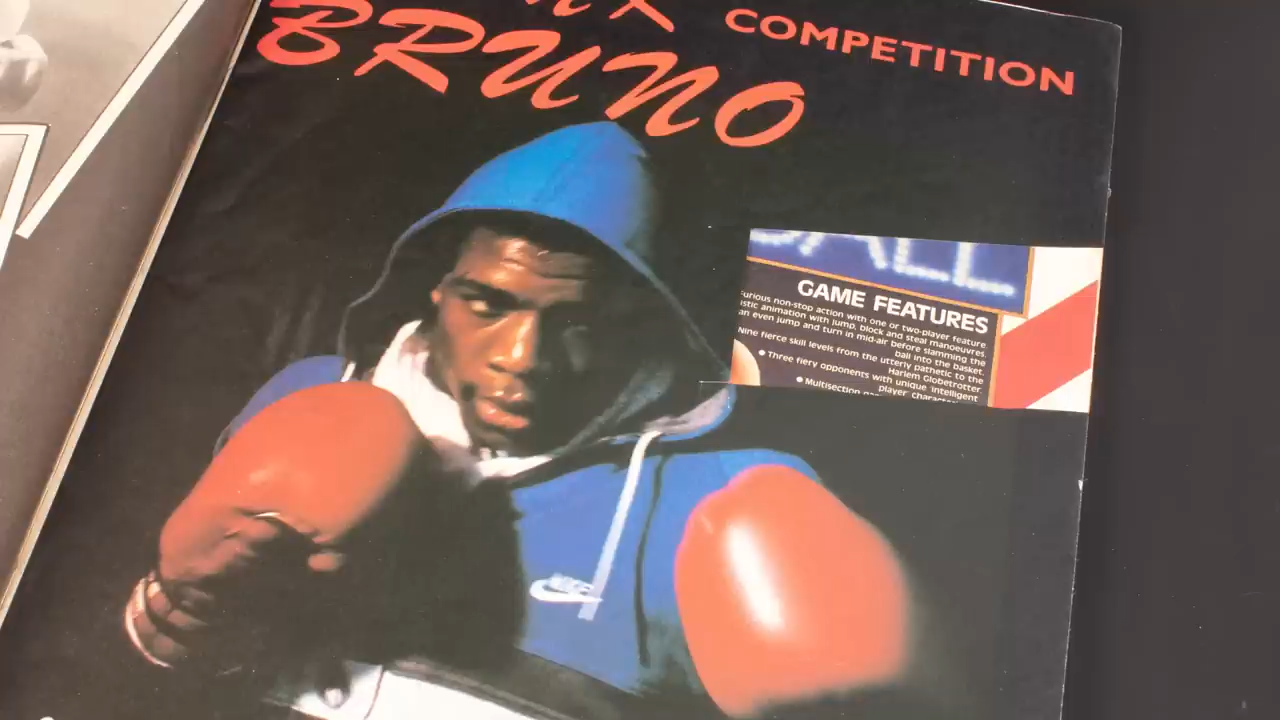 BRUNO
COMPETITION
GAME FEATURES
furious non-stop action with one or two-player feature.
istic animation with jump, block and steal manoeuvres.
an even jump and turn in mid-air before slamming the
ball into the basket.
Nine fierce skill levels from the utterly pathetic to the
Harlem Globetrotter.
• Three fiery opponents with unique 'intelligent
player' charact
• Multisection
NIKE